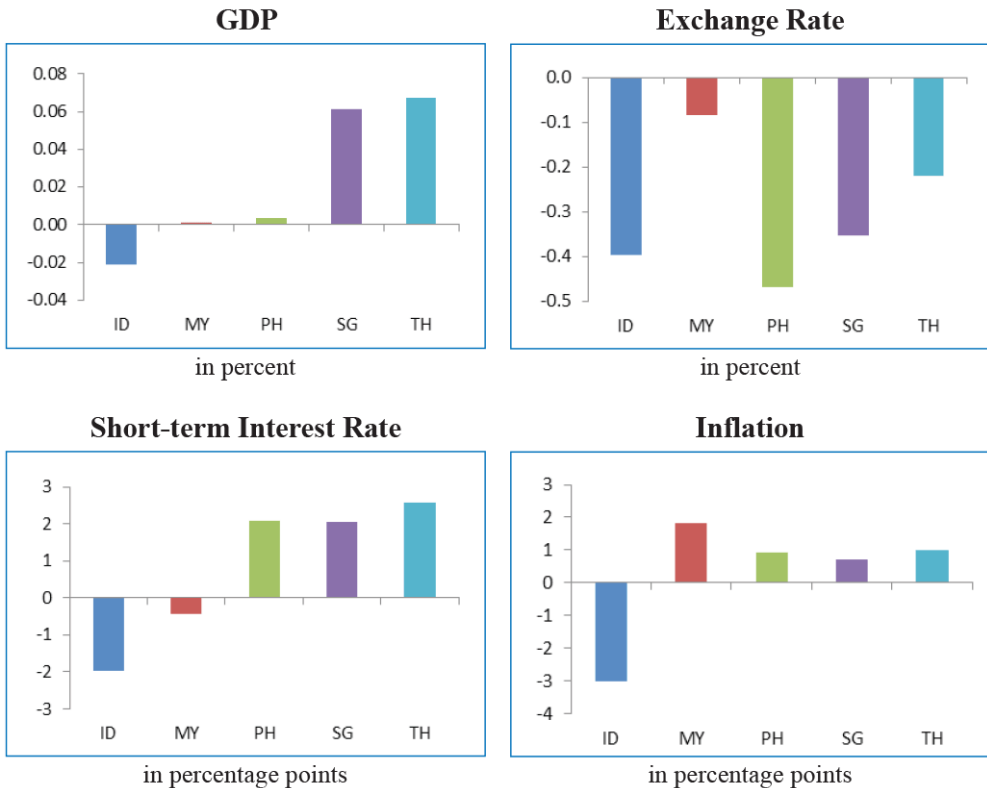 GDP
0.08
0.06
0.04
0.02
0.00
-0.02
-0.04
ID MY PH SG TH
in percent
Exchange Rate
0.0
-0.1
-0.2
-0.3
-0.4
-0.5
ID MY PH SG TH
in percent
Short-term Interest Rate
3
2
1
0
-1
-2
-3
ID MY PH SG TH
in percentage points
Inflation
3
2
1
0
-1
-2
-3
-4
ID MY PH SG TH
in percentage points